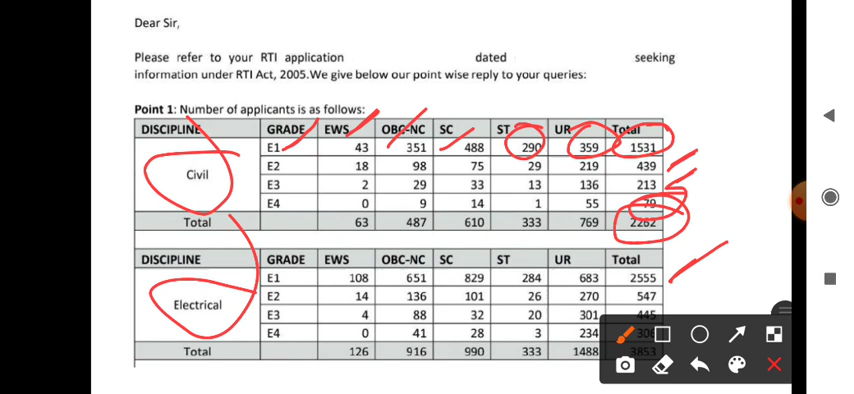 Dear Sir,
Please refer to your RTI application dated seeking
information under RTI Act, 2005.We give below our point wise reply to your queries:
Point 1: Number of applicants is as follows:
DISCIPLINE GRADE EWS OBC-NC SC ST UR Total
Civil E1 43 351 488 290 359 1531
E2 18 98 75 29 219 439
E3 2 29 33 13 136 213
E4 0 9 14 1 55 79
Total 63 487 610 333 769 2262
DISCIPLINE GRADE EWS OBC-NC SC ST UR Total
Electrical E1 108 651 829 284 683 2555
E2 14 136 101 26 270 547
E3 4 88 32 20 301 445
E4 0 41 28 3 234 306
Total 126 916 990 333 1488 3853